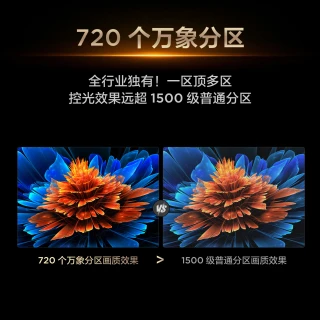 720 个万象分区
全行业独有！一区顶多区
控光效果远超 1500 级普通分区
VS
720 个万象分区画质效果 > 1500 级普通分区画质效果